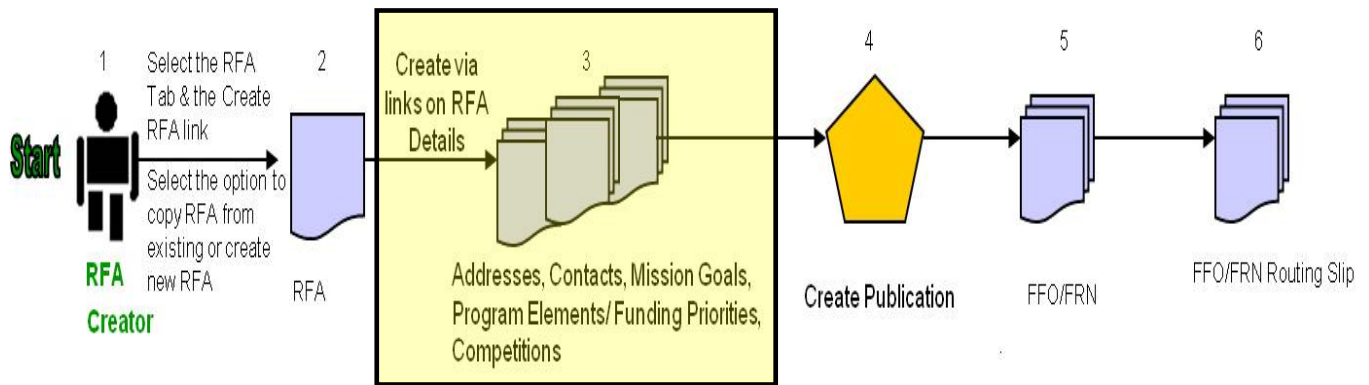 Start
1
RFA
Creator
Select the RFA
Tab & the Create
RFA link
Select the option to
copy RFA from
existing or create
new RFA
2
RFA
Create via
links on RFA
Details
3
Addresses, Contacts, Mission Goals,
Program Elements/ Funding Priorities,
Competitions
4
Create Publication
5
FFO/FRN
6
FFO/FRN Routing Slip